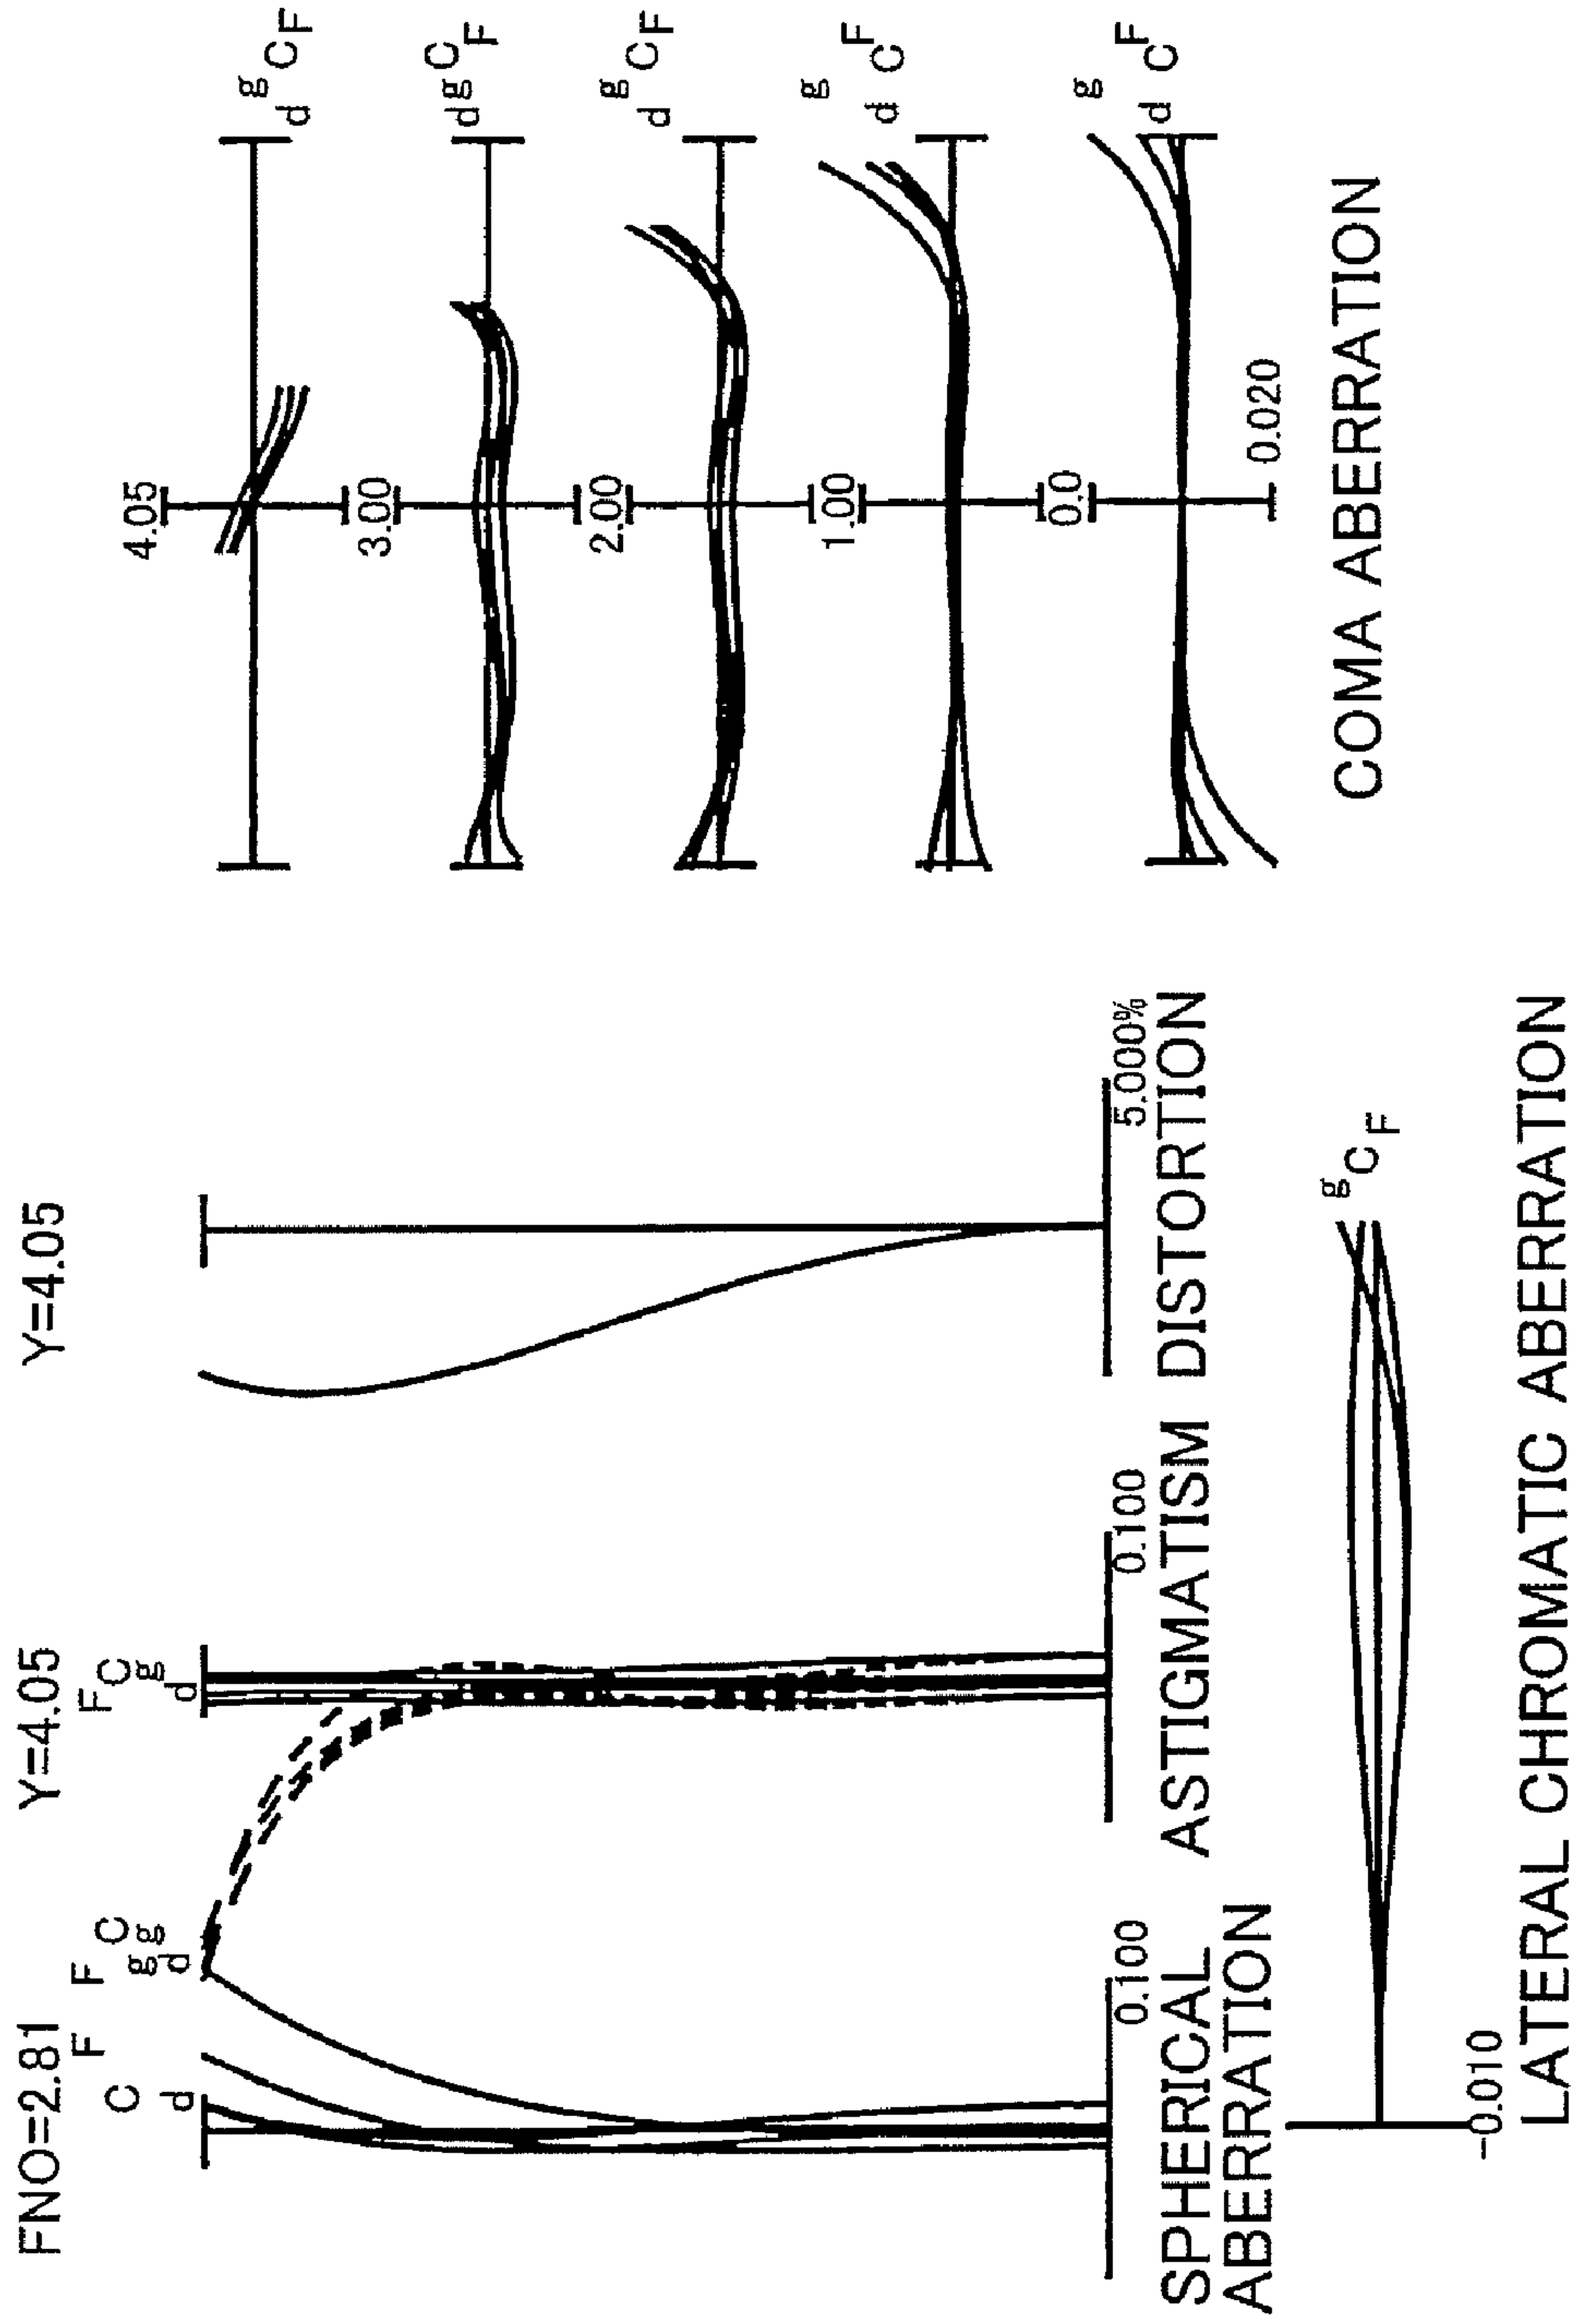 FNO=2.81
F
C
d
g
0.100
SPHERICAL
ABERRATION
Y=4.05
F
C
g
d
F
C
g
d
0.100
ASTIGMATISM
Y=4.05
5.000%
DISTORTION
-0.010
g
C
F
LATERAL CHROMATIC ABERRATION
4.05
d
g
C
F
3.00
d
g
C
F
2.00
d
g
C
F
1.00
d
g
C
F
0.0
d
g
C
F
0.020
COMA ABERRATION